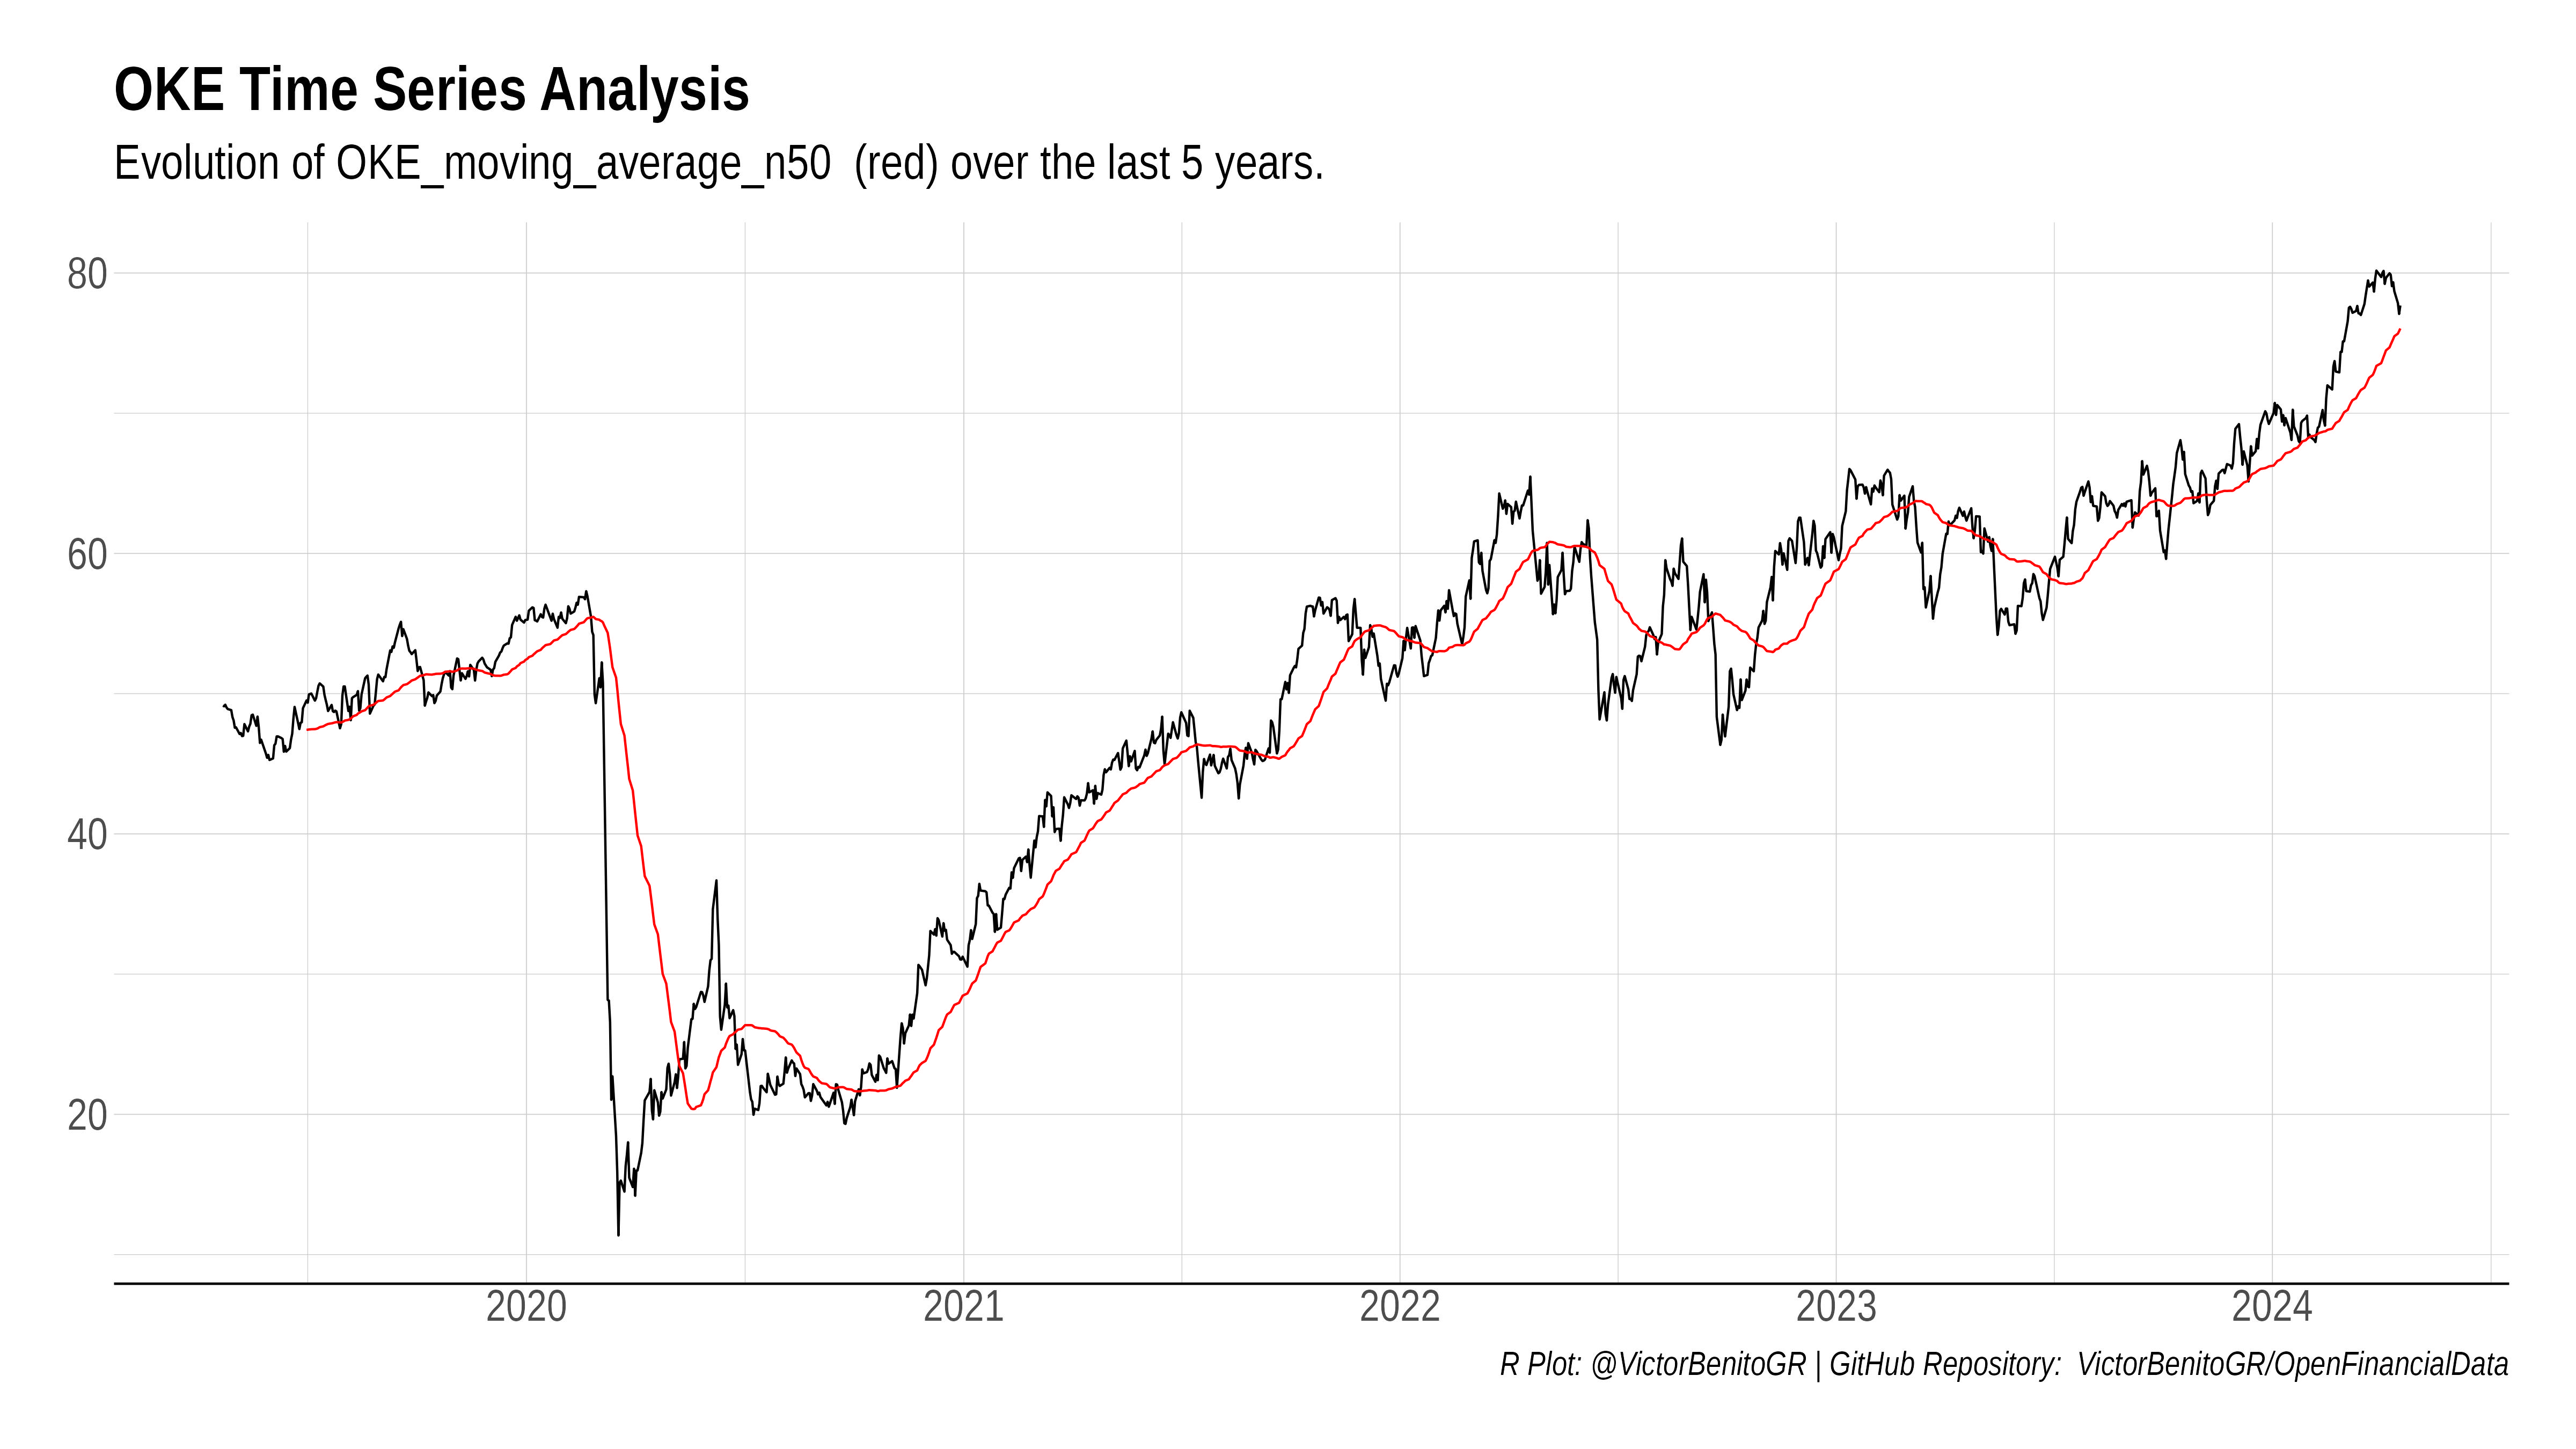 OKE Time Series Analysis
Evolution of OKE_moving_average_n50  (red) over the last 5 years.
80
60
40
20
2020 2021 2022 2023 2024
R Plot: @VictorBenitoGR | GitHub Repository:  VictorBenitoGR/OpenFinancialData